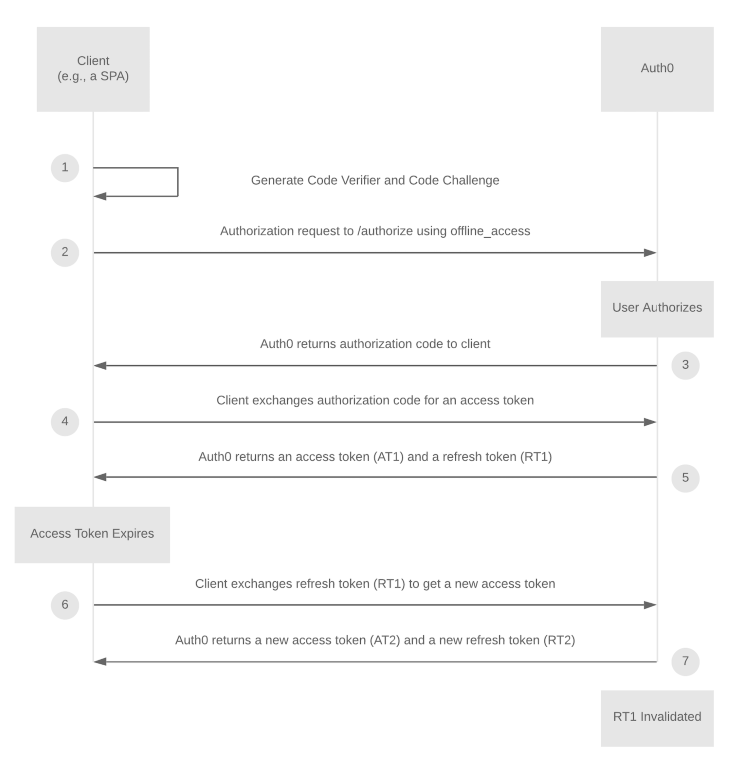 Client
(e.g., a SPA)
Auth0
1
Generate Code Verifier and Code Challenge
Authorization request to /authorize using offline_access
2
User Authorizes
Auth0 returns authorization code to client
3
Client exchanges authorization code for an access token
4
Auth0 returns an access token (AT1) and a refresh token (RT1)
5
Access Token Expires
Client exchanges refresh token (RT1) to get a new access token
6
Auth0 returns a new access token (AT2) and a new refresh token (RT2)
7
RT1 Invalidated